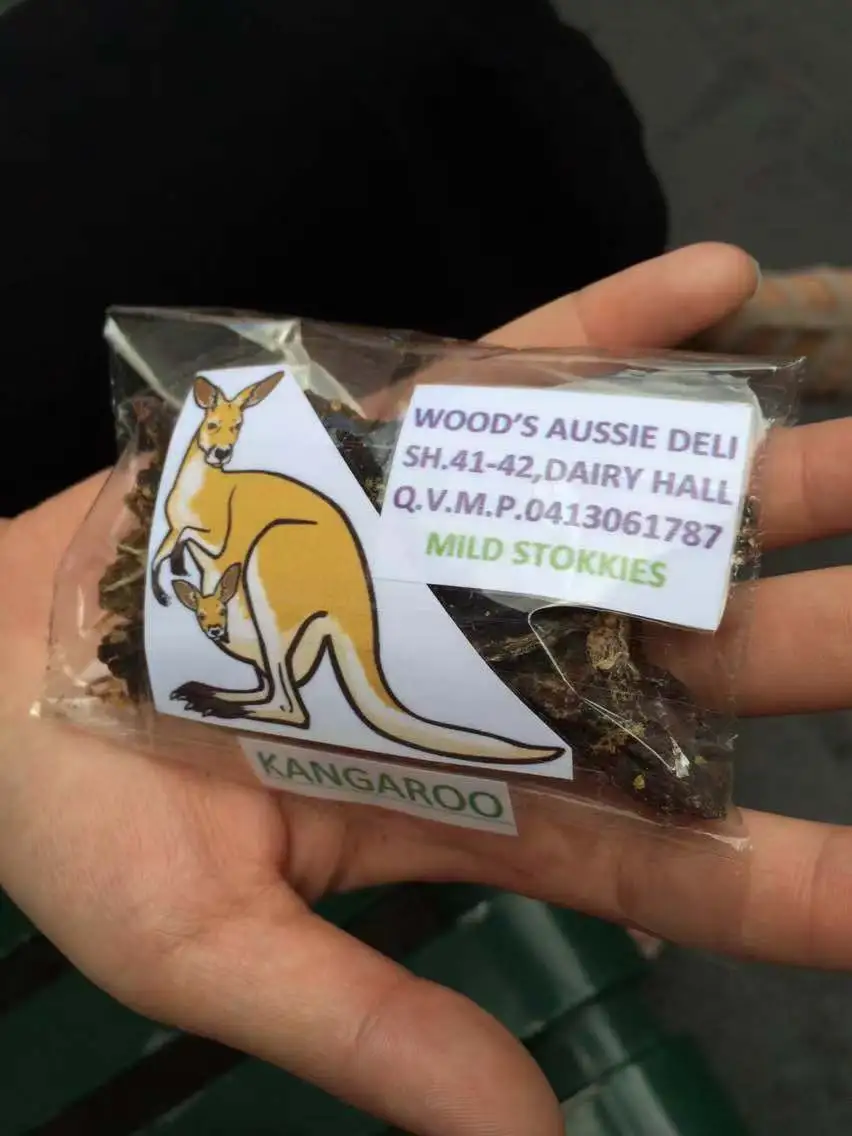 WOOD'S AUSSIE DELI
SH.41-42,DAIRY HALL
Q.V.M.P.0413061787
MILD STOKKIES
KANGAROO